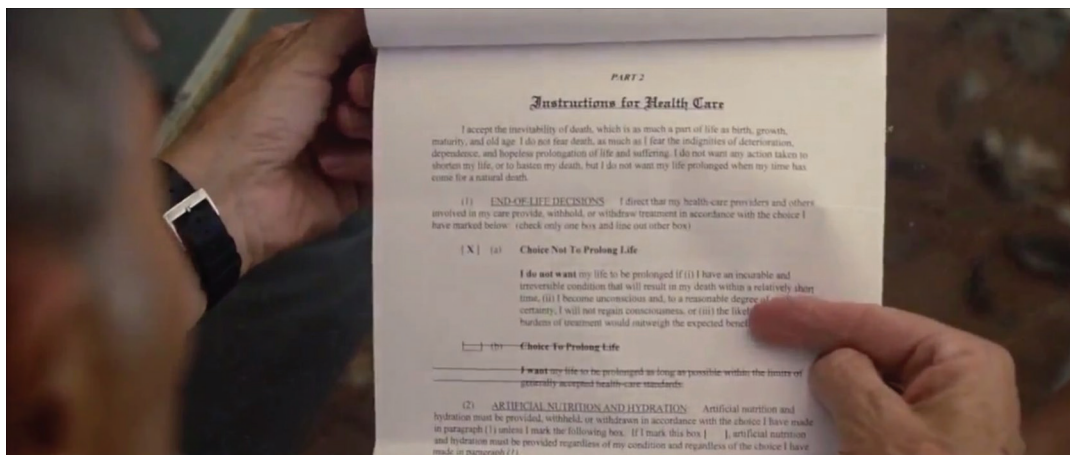 PART 2
Instructions for Health Care
I accept the inevitability of death, which is as much a part of life as birth, growth,
maturity, and old age. I do not fear death, as much as I fear the indignities of deterioration,
dependence, and hopeless prolongation of life and suffering. I do not want any action taken to
shorten my life, or to hasten my death, but I do not want my life prolonged when my time has
come for a natural death.
(1) END-OF-LIFE DECISIONS: I direct that my health-care providers and others
involved in my care provide, withhold, or withdraw treatment in accordance with the choice I
have marked below: (check only one box and line out other box)
[ X ] (a) Choice Not To Prolong Life
I do not want my life to be prolonged if (i) I have an incurable and
irreversible condition that will result in my death within a relatively short
time, (ii) I become unconscious and, to a reasonable degree of
certainty, I will not regain consciousness, or (iii) the
burdens of treatment would outweigh the expected
[ ] (b) Choice To Prolong Life
I want my life to be prolonged as long as possible within the limits of
generally accepted health-care standards.
(2) ARTIFICIAL NUTRITION AND HYDRATION: Artificial nutrition and
hydration must be provided, withheld, or withdrawn in accordance with the choice I have made
in paragraph (1) unless I mark the following box. If I mark this box [ ], artificial nutrition
and hydration must be provided regardless of my condition and regardless of the choice I have
made in paragraph (1).